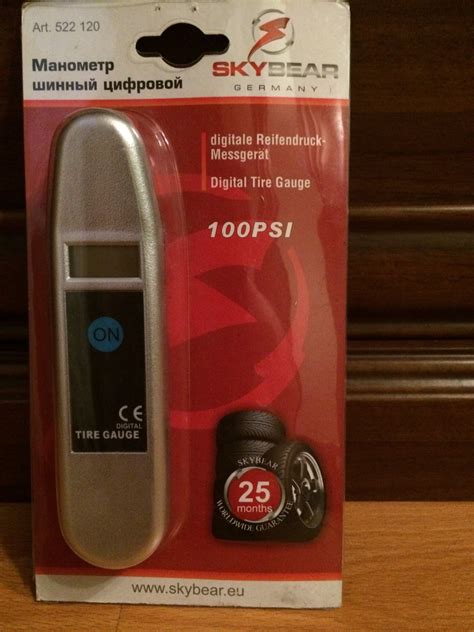 Art. 522 120
Манометр
шинный цифровой
SKYBEAR
GERMANY
digitale Reifendruck-
Messgerät
Digital Tire Gauge
100PSI
ON
CE
DIGITAL
TIRE GAUGE
SKYBEAR
25
months
WORLDWIDE GUARANTEE
www.skybear.eu